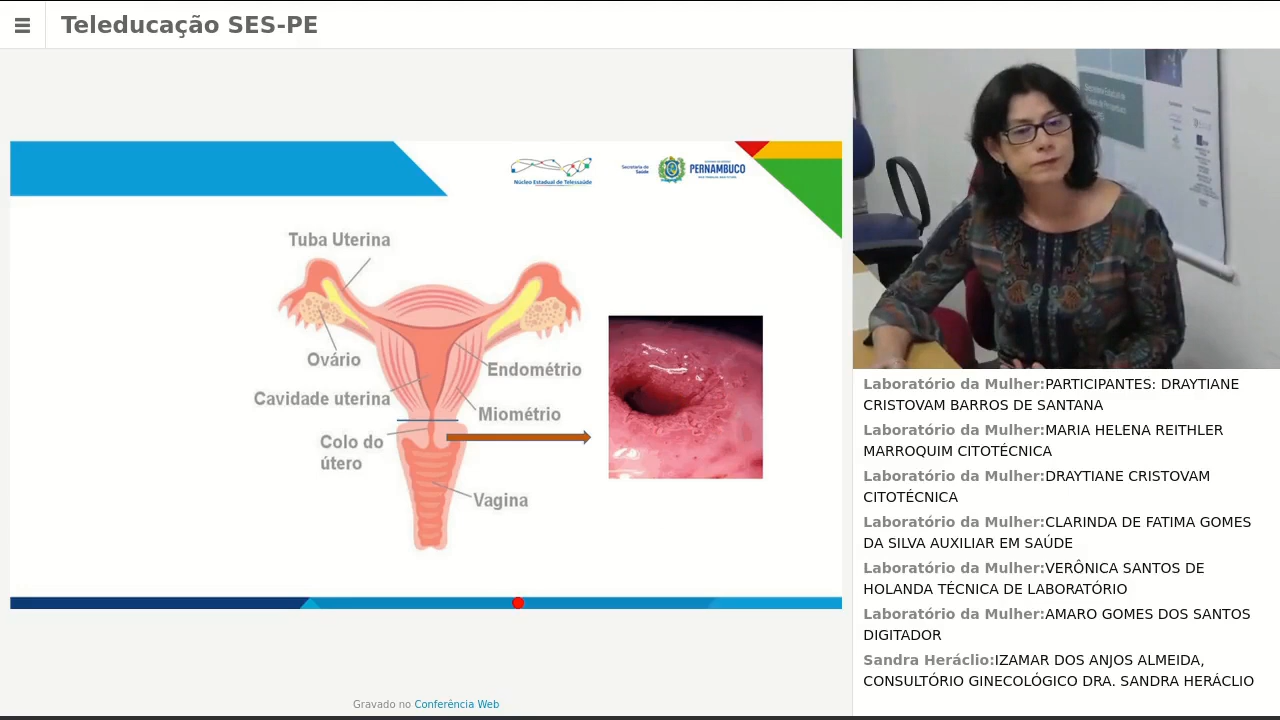 Teleducação SES-PE
Núcleo Estadual de Telessaúde
Secretaria de
Saúde
PERNAMBUCO
Tuba Uterina
Ovário
Endométrio
Cavidade uterina
Miométrio
Colo do
útero
Vagina
Laboratório da Mulher:PARTICIPANTES: DRAYTIANE
CRISTOVAM BARROS DE SANTANA
Laboratório da Mulher:MARIA HELENA REITHLER
MARROQUIM CITOTÉCNICA
Laboratório da Mulher:DRAYTIANE CRISTOVAM
CITOTÉCNICA
Laboratório da Mulher:CLARINDA DE FATIMA GOMES
DA SILVA AUXILIAR EM SAÚDE
Laboratório da Mulher:VERÔNICA SANTOS DE
HOLANDA TÉCNICA DE LABORATÓRIO
Laboratório da Mulher:AMARO GOMES DOS SANTOS
DIGITADOR
Sandra Heráclio:IZAMAR DOS ANJOS ALMEIDA,
CONSULTÓRIO GINECOLÓGICO DRA. SANDRA HERÁCLIO
Gravado no Conferência Web